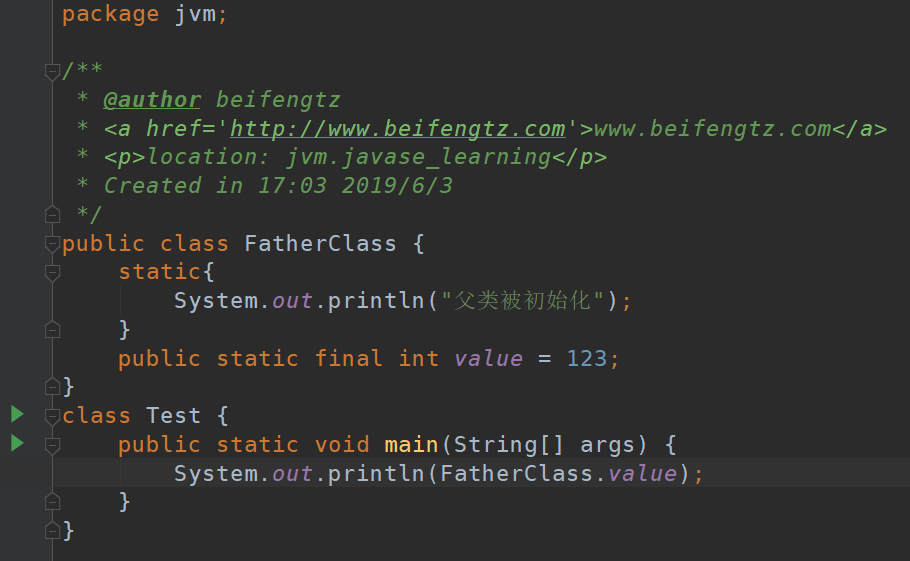 package jvm;
/**
 * @author beifengtz
 * <a href='http://www.beifengtz.com'>www.beifengtz.com</a>
 * <p>location: jvm.javase_learning</p>
 * Created in 17:03 2019/6/3
 */
public class FatherClass {
    static{
        System.out.println("父类被初始化");
    }
    public static final int value = 123;
}
class Test {
    public static void main(String[] args) {
        System.out.println(FatherClass.value);
    }
}